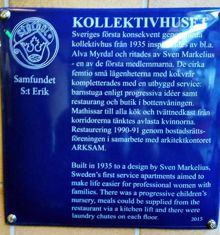 KOLLEKTIVHUSET
Sveriges första konsekvent genomförda
kollektivhus från 1935 inspirerades av bl.a.
Alva Myrdal och ritades av Sven Markelius
- en av de första medlemmarna. De cirka
femtio små lägenheterna med kokvrår
kompletterades med en utbyggd service:
barnstuga enligt progressiva idéer samt
restaurang och butik i bottenvåningen.
Mathissar till alla kök och tvättnedkast från
korridorerna tänktes avlasta kvinnorna.
Restaurering 1990-91 genom bostadsrätts-
föreningen i samarbete med arkitektkontoret
ARKSAM.
Samfundet
S:t Erik
Built in 1935 to a design by Sven Markelius.
Sweden's first service apartments aimed to
make life easier for professional women with
families. There was a progressive children's
nursery, meals could be supplied from the
restaurant via a kitchen lift and there were
laundry chutes on each floor.
2015